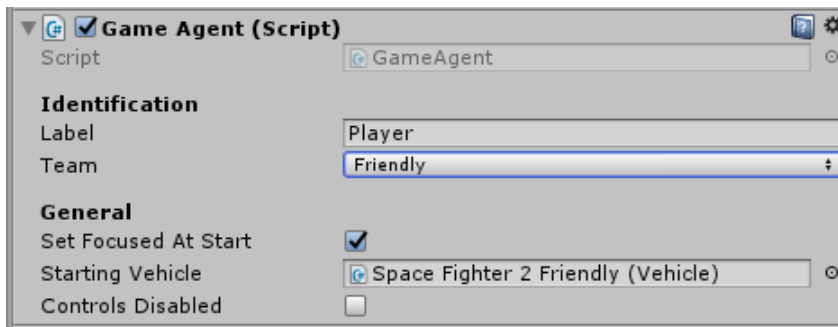 Game Agent (Script)
Script GameAgent
Identification
Label Player
Team Friendly
General
Set Focused At Start
Starting Vehicle Space Fighter 2 Friendly (Vehicle)
Controls Disabled